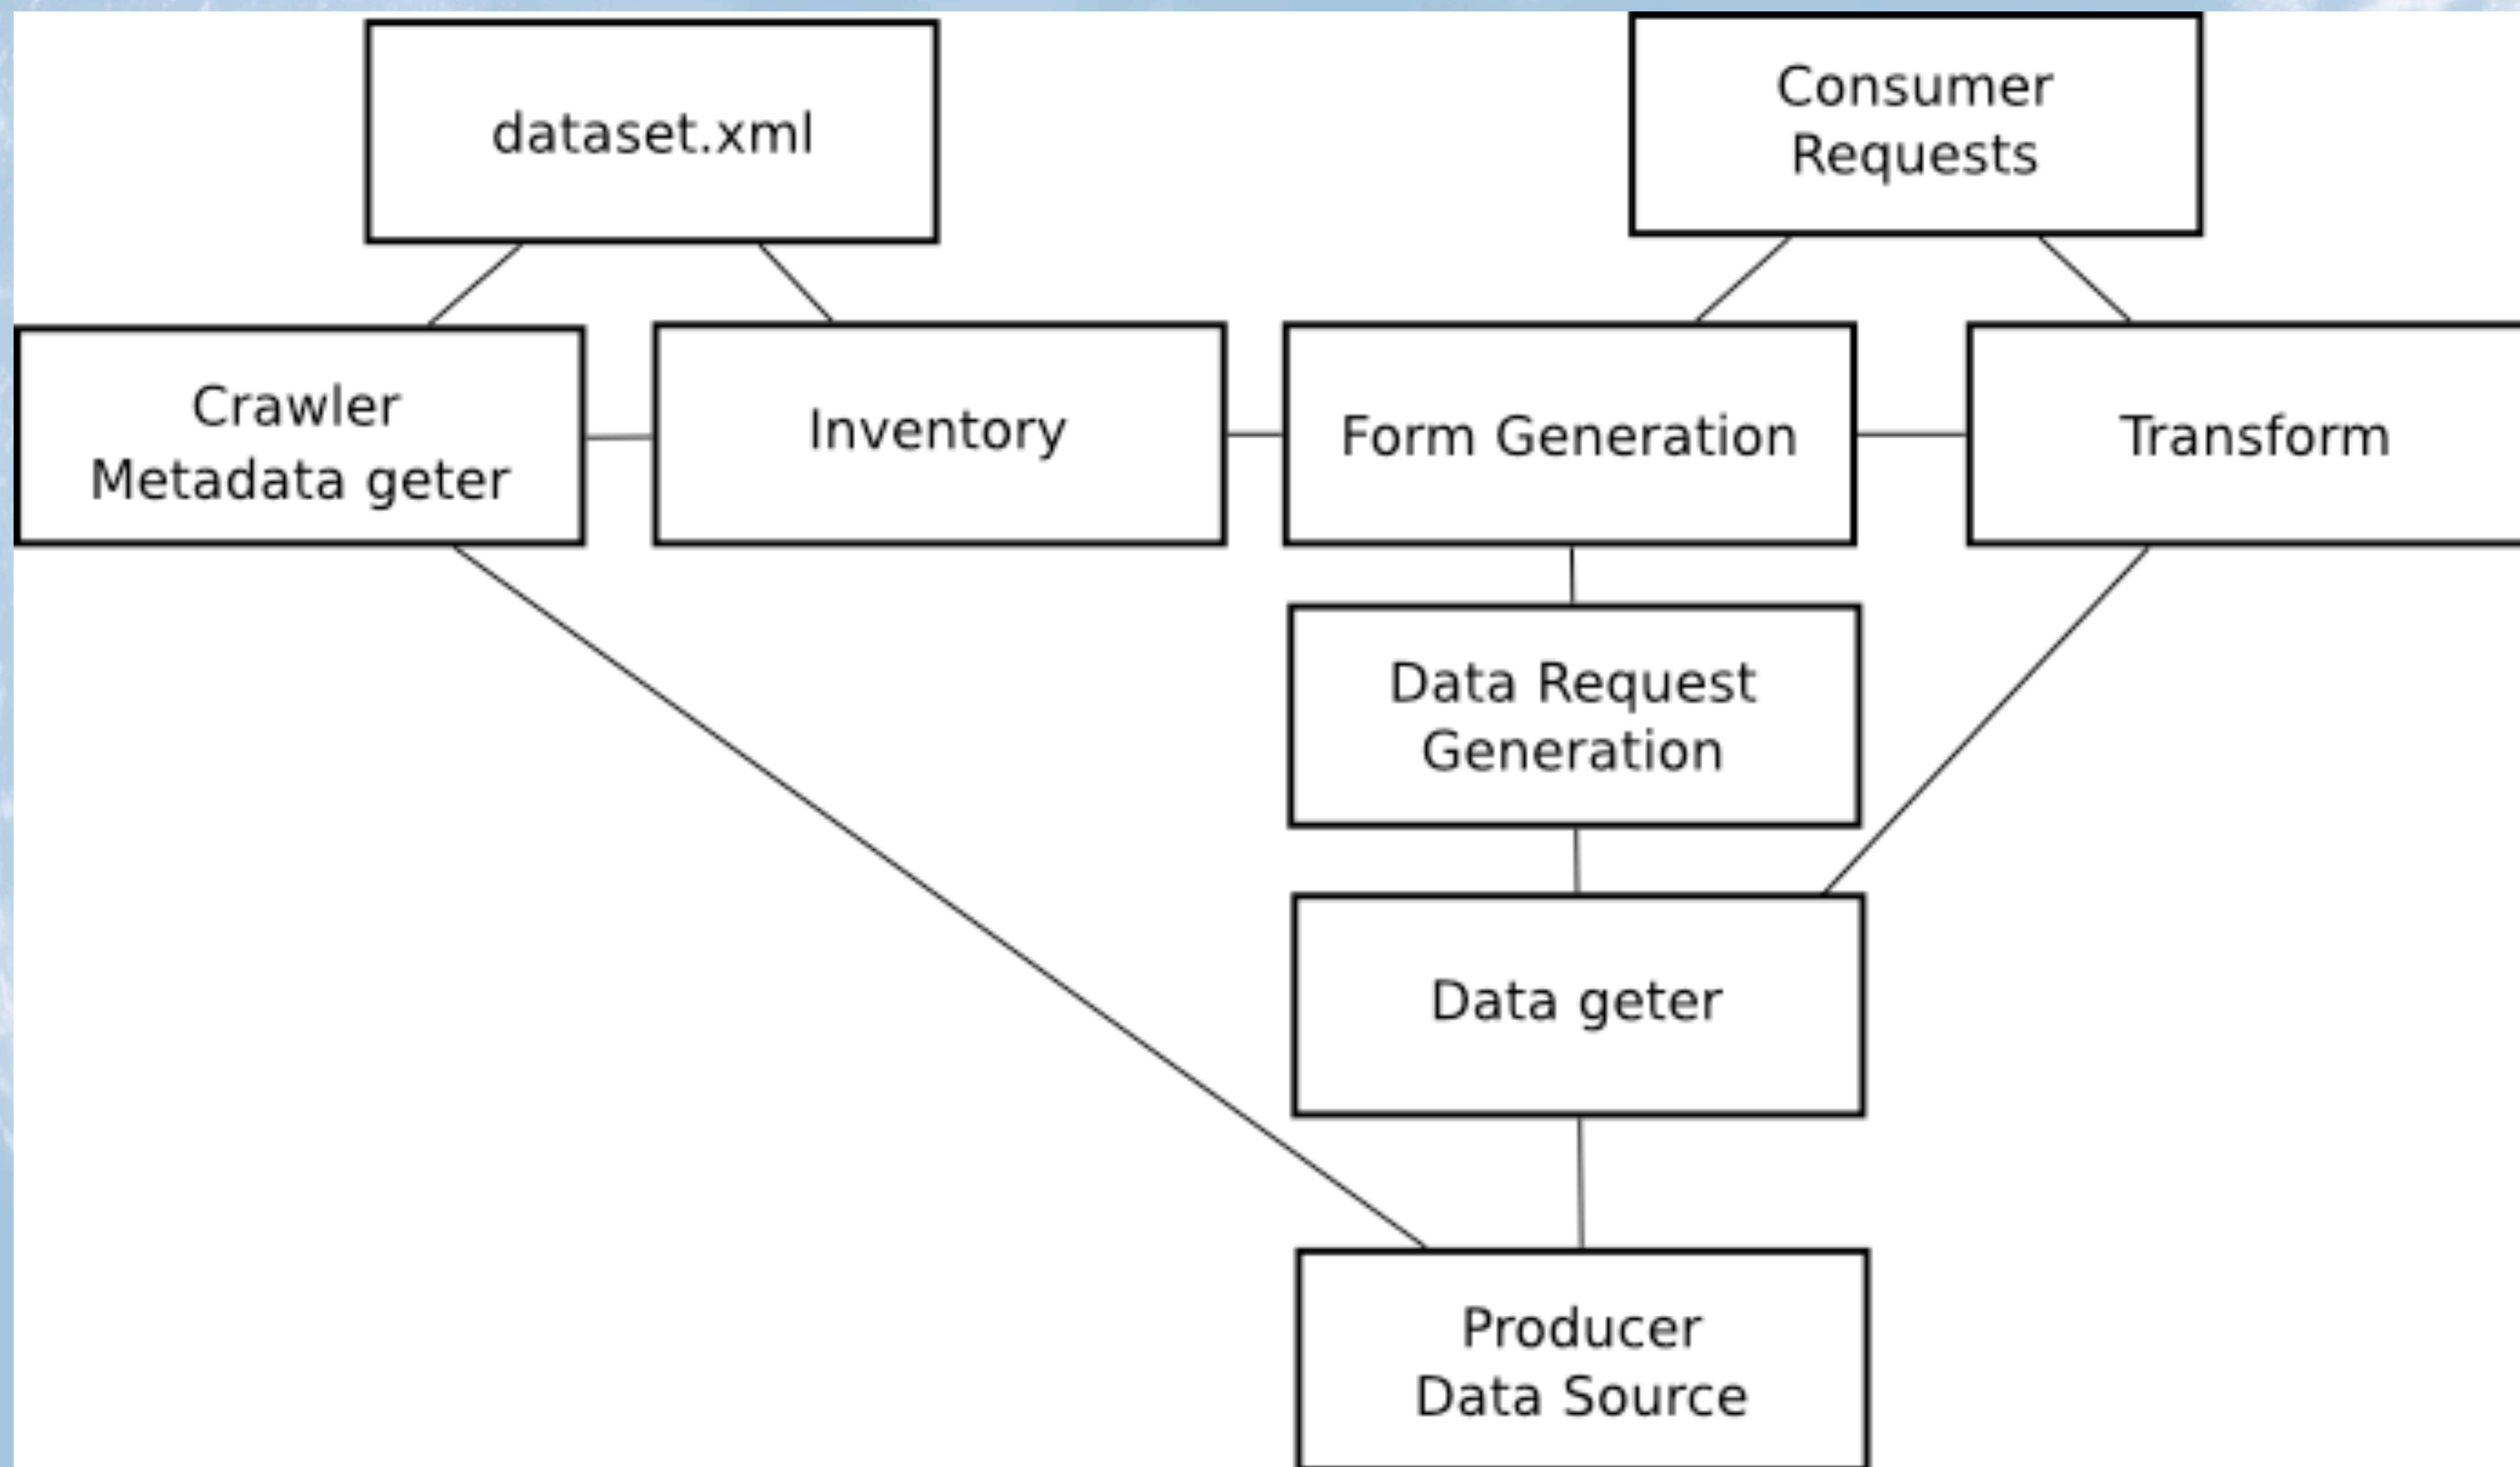 dataset.xml
Consumer
Requests
Crawler
Metadata geter
Inventory
Form Generation
Transform
Data Request
Generation
Data geter
Producer
Data Source